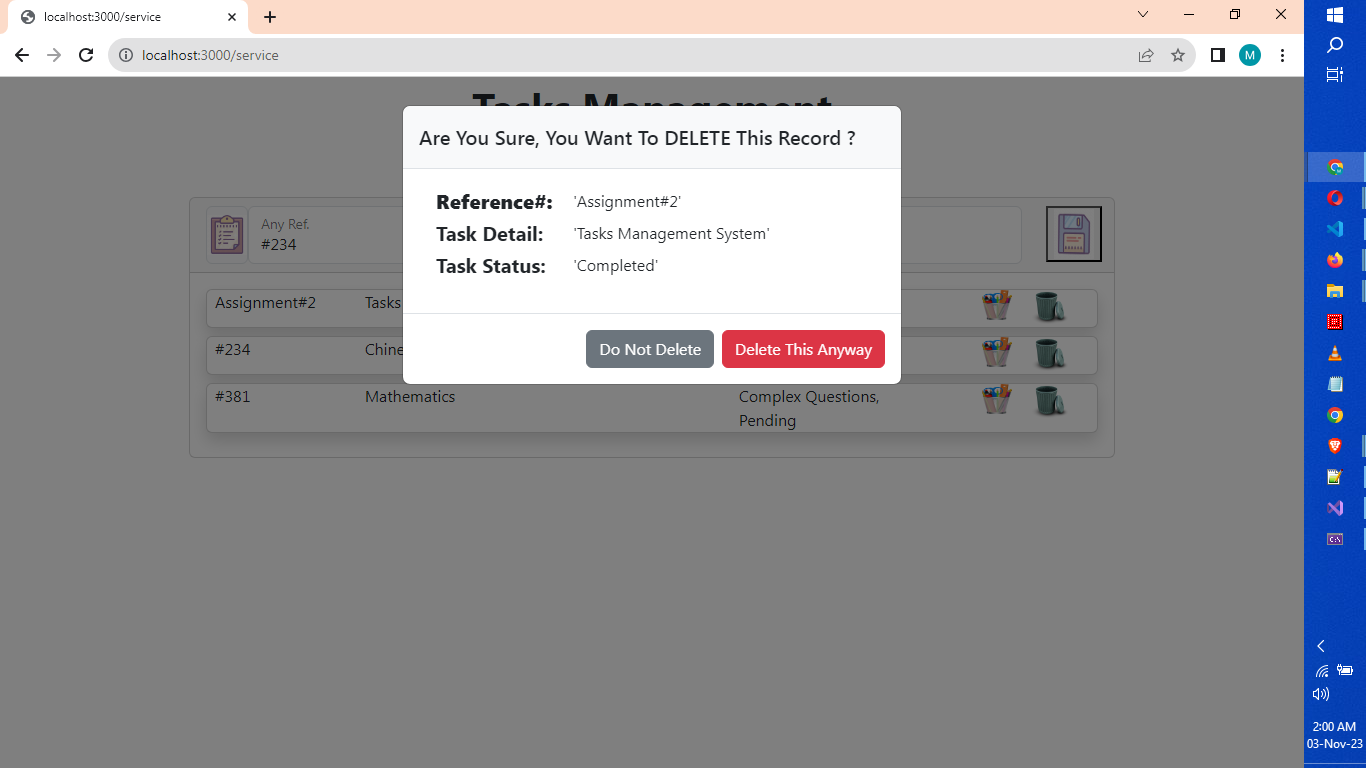 localhost:3000/service
localhost:3000/service
M
Tasks Management
Are You Sure, You Want To DELETE This Record ?
Reference#: 'Assignment#2'
Task Detail: 'Tasks Management System'
Task Status: 'Completed'
Do Not Delete Delete This Anyway
Any Ref.
#234
Assignment#2 Tasks
#234 Chine
#381 Mathematics Complex Questions,
Pending
2:00 AM
03-Nov-23